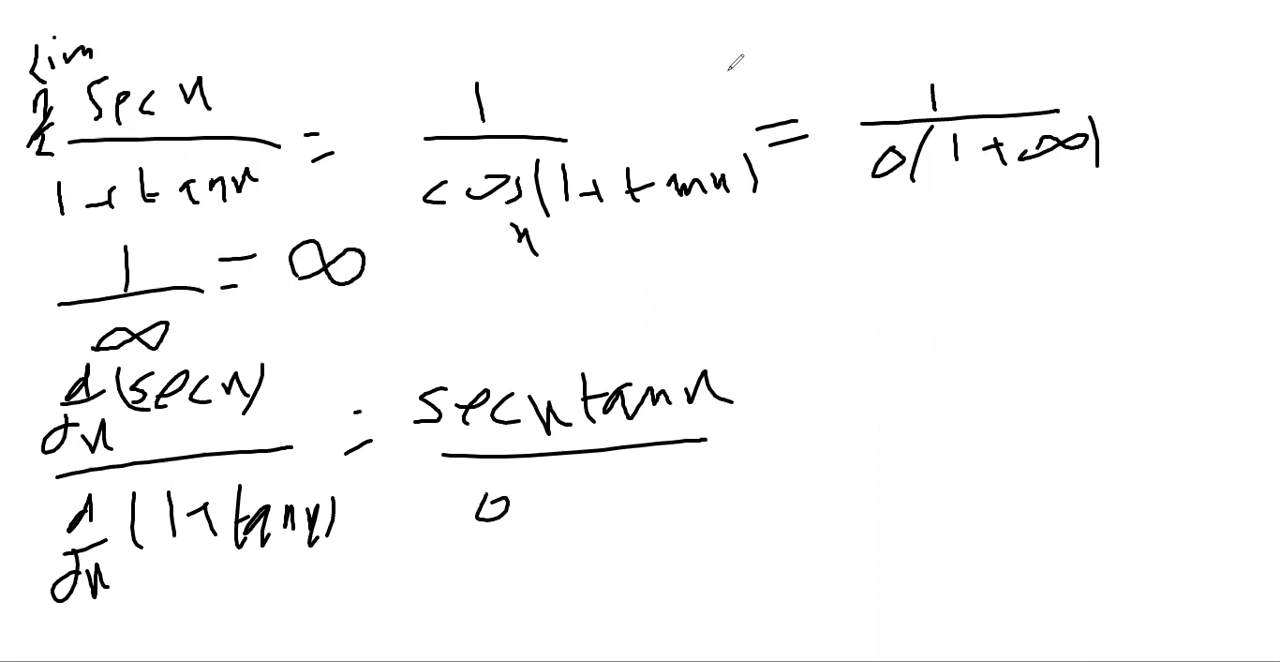 lim x→π/2 sec x / (1 + tan x) = 1 / (cos x (1 + tan x)) = 1 / (0(1 + ∞))
1/∞ = ∞
d/dx (sec x) / d/dx (1 + tan x) = sec x tan x / 0